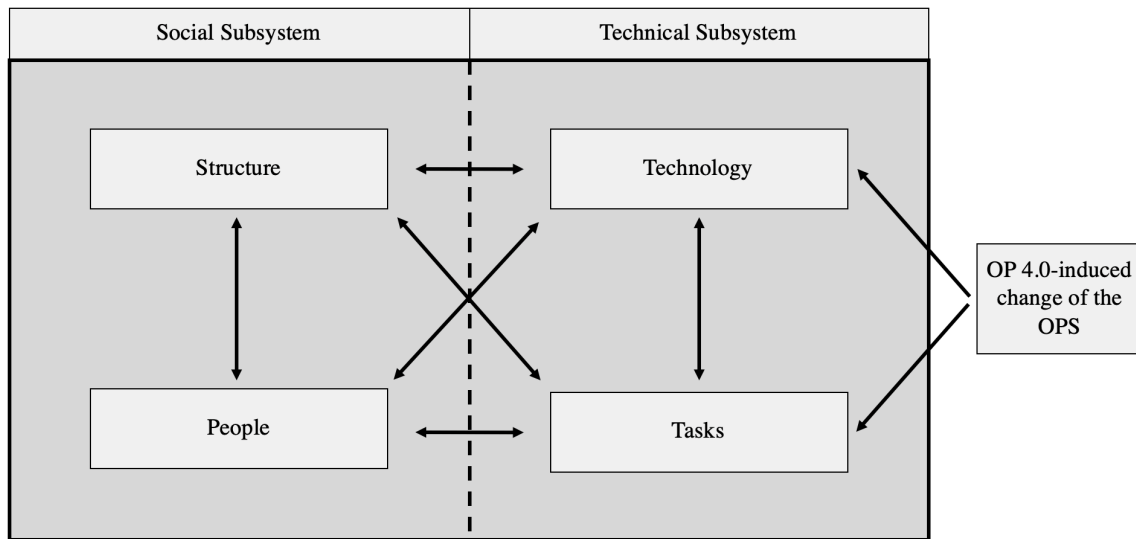 Social Subsystem
Technical Subsystem
Structure
Technology
OP 4.0-induced
change of the
OPS
People
Tasks